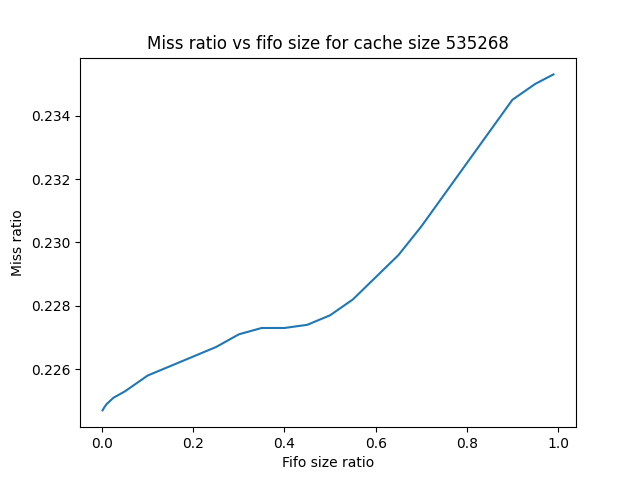 Miss ratio vs fifo size for cache size 535268
0.234
0.232
0.230
0.228
0.226
Miss ratio
0.0 0.2 0.4 0.6 0.8 1.0
Fifo size ratio